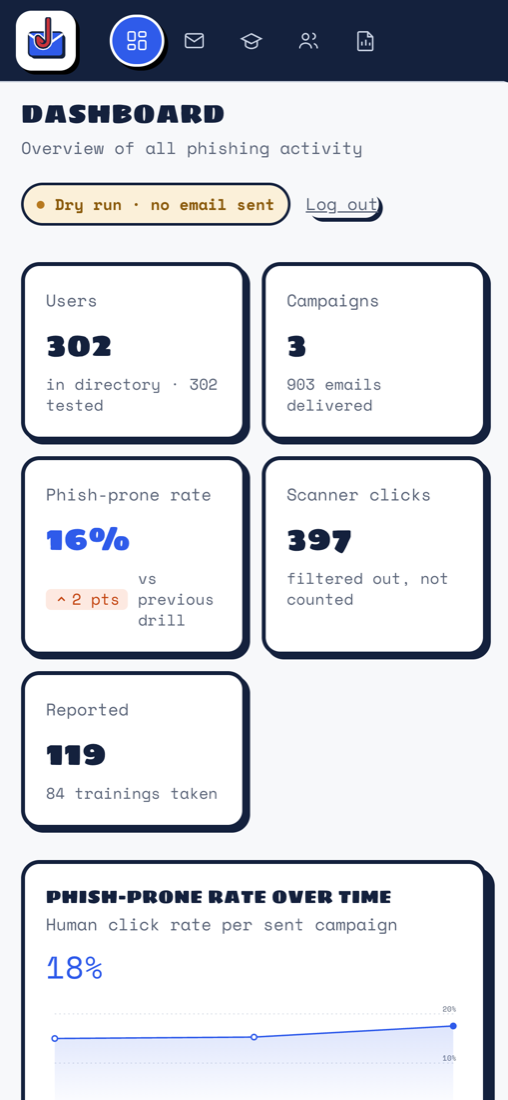 DASHBOARD
Overview of all phishing activity
Dry run · no email sent
Log out
Users
302
in directory · 302
tested
Campaigns
3
903 emails
delivered
Phish-prone rate
16%
^ 2 pts
vs
previous
drill
Scanner clicks
397
filtered out, not
counted
Reported
119
84 trainings taken
PHISH-PRONE RATE OVER TIME
Human click rate per sent campaign
18%
20%
10%